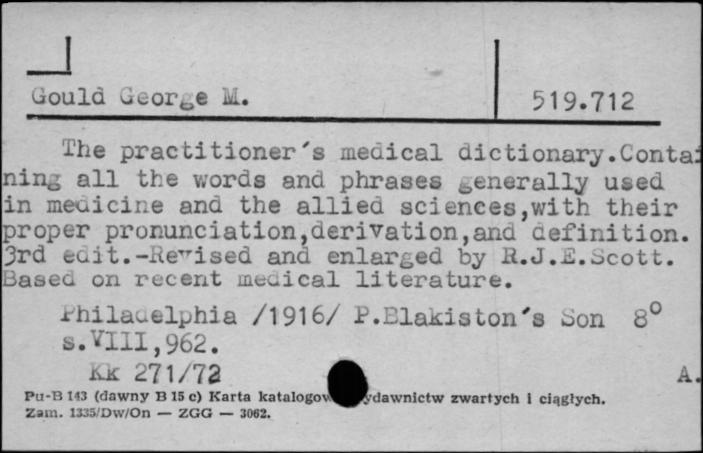 Gould George M.
519.712
The practitioner's medical dictionary.Contai
ning all the words and phrases generally used
in medicine and the allied sciences,with their
proper pronunciation,derivation,and definition.
3rd edit.-Revised and enlarged by R.J.E.Scott.
Based on recent medical literature.
Philadelphia /1916/ P.Blakiston's Son 8°
s.VIII,962.
Kk 271/72
A.
Pu-B 143 (dawny B 15 c) Karta katalogow ydawnictw zwartych i ciągłych.
Zam. 1335/Dw/On — ZGG — 3062.